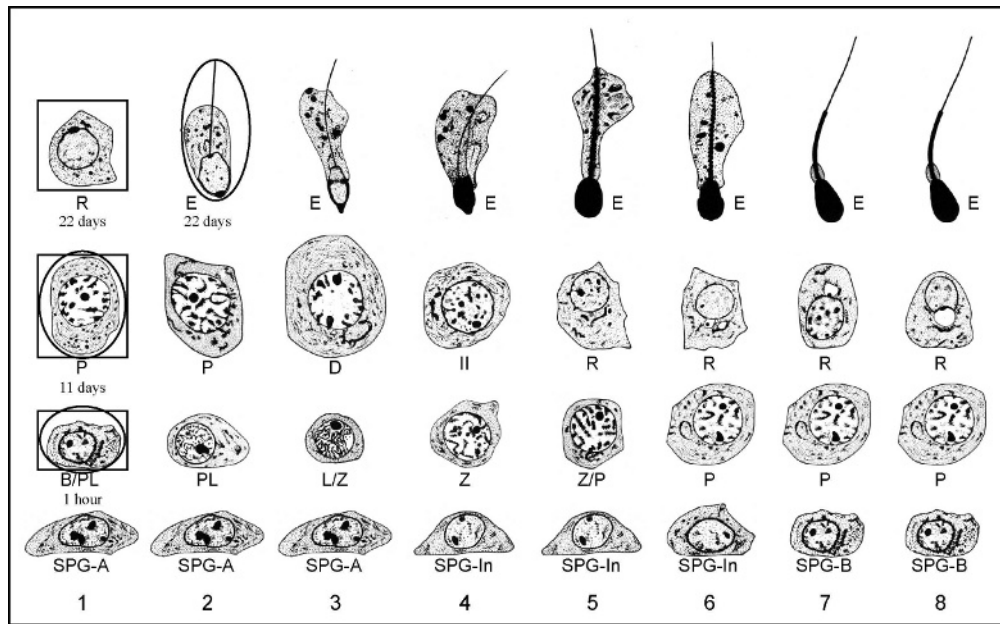 R E E E E E E E
22 days 22 days
P P D II R R R R
11 days
B/PL PL L/Z Z Z/P P P P
1 hour
SPG-A SPG-A SPG-A SPG-In SPG-In SPG-In SPG-B SPG-B
1 2 3 4 5 6 7 8